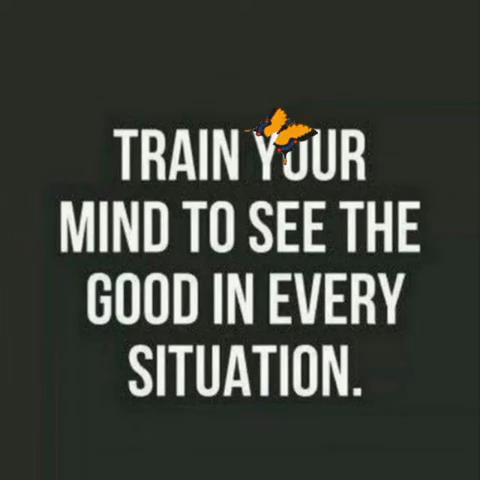 TRAIN YOUR
MIND TO SEE THE
GOOD IN EVERY
SITUATION.